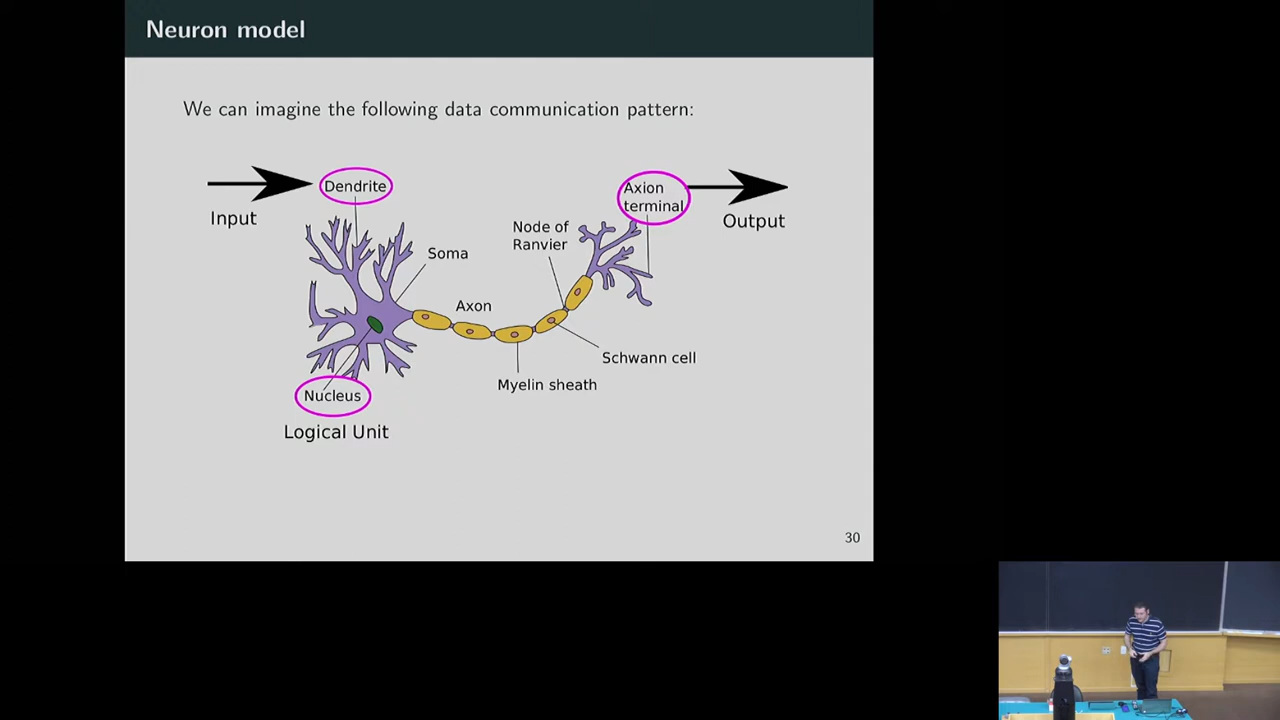 Neuron model
We can imagine the following data communication pattern:
Input
Dendrite
Soma
Axon
Node of
Ranvier
Axion
terminal
Output
Schwann cell
Myelin sheath
Nucleus
Logical Unit
30